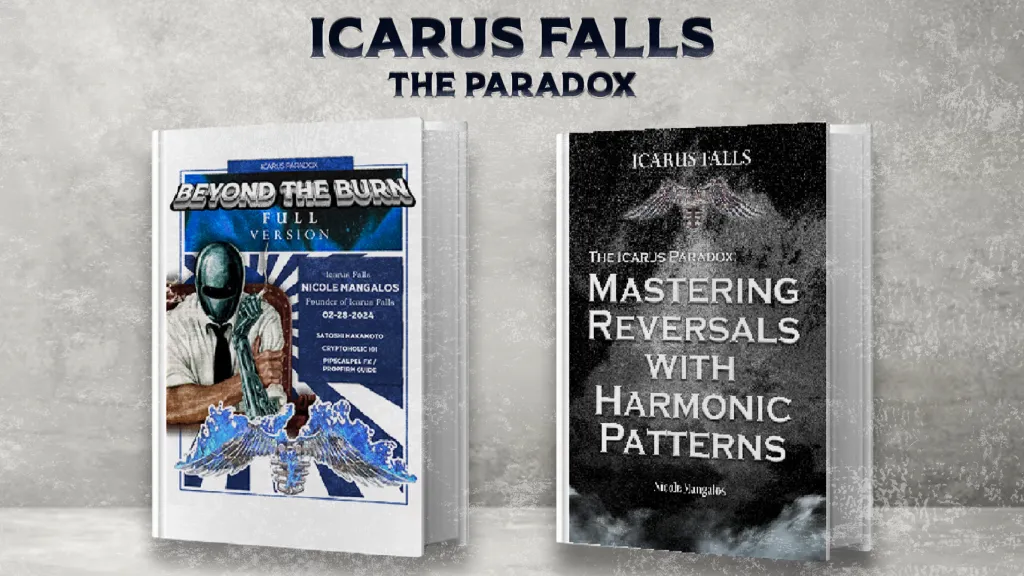 ICARUS FALLS
THE PARADOX
ICARUS PARADOX
BEYOND THE BURN
FULL
VERSION
Icarus Falls
NICOLE MANGALOS
Founder of Icarus Falls
02-28-2024
SATOSHI NAKAMOTO
CRYPTOHOLIC 101
PIPSCALPEL FX /
PROPFIRM GUIDE
ICARUS FALLS
THE ICARUS PARADOX
MASTERING
REVERSALS
WITH
HARMONIC
PATTERNS
Nicole Mangalos